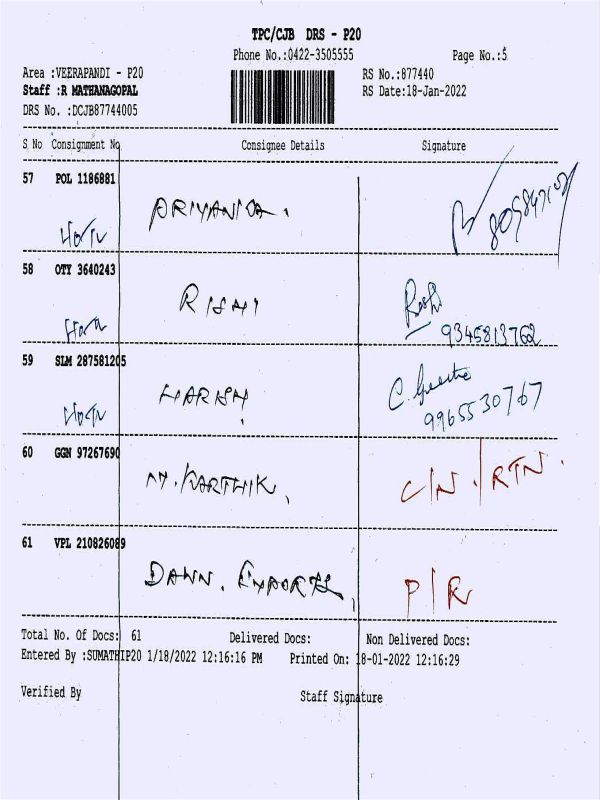 TPC/CJB DRS - P20
Phone No.:0422-3505555 Page No.:5
Area :VEERAPANDI - P20 RS No.:877440
Staff :R MATHANAGOPAL RS Date:18-Jan-2022
DRS No. :DCJB87744005
S No Consignment No Consignee Details Signature
57 POL 1186881
PRIYANKA.
58 OTY 3640243
RISHI
9345813762
59 SLM 287581205
HARISH
C. Geetha
9965530767
60 GGN 97267690
M. KARTHIK,
C/N./RTN.
61 VPL 210826089
DAWN. EXPORTS,
P/R
Total No. Of Docs: 61 Delivered Docs: Non Delivered Docs:
Entered By :SUMATHIP20 1/18/2022 12:16:16 PM Printed On: 18-01-2022 12:16:29
Verified By Staff Signature